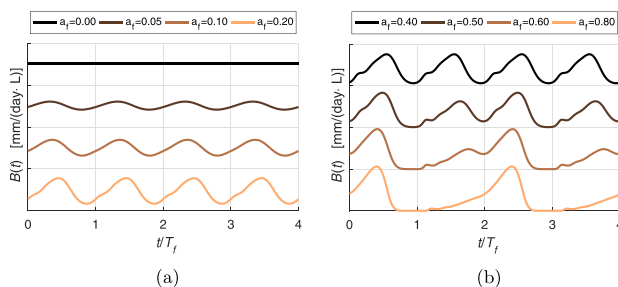 a_f=0.00 a_f=0.05 a_f=0.10 a_f=0.20
B(t) [mm/(day· L)]
0 1 2 3 4
t/T_f
(a)
a_f=0.40 a_f=0.50 a_f=0.60 a_f=0.80
B(t) [mm/(day· L)]
0 1 2 3 4
t/T_f
(b)